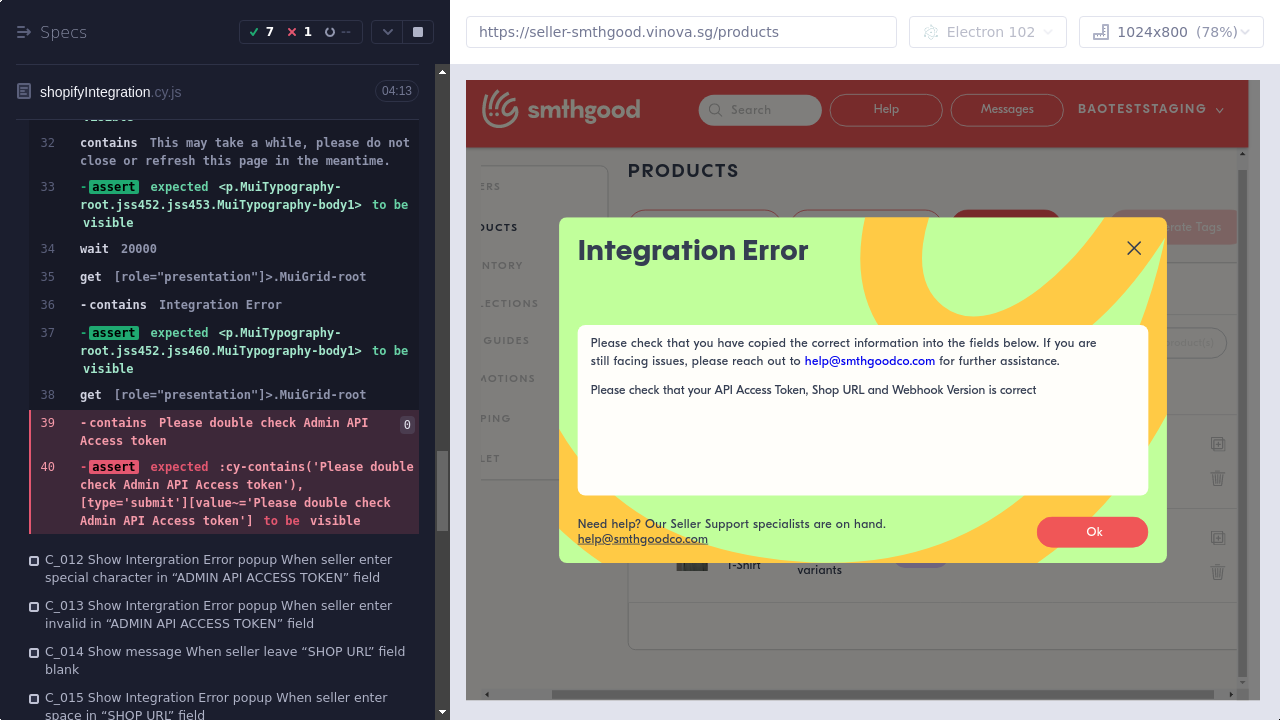 Specs
7
1
--
shopifyIntegration.cy.js
04:13
visible
32 contains This may take a while, please do not
close or refresh this page in the meantime.
33 -assert expected <p.MuiTypography-
root.jss452.jss453.MuiTypography-body1> to be
visible
34 wait 20000
35 get [role="presentation"]>.MuiGrid-root
36 -contains Integration Error
37 -assert expected <p.MuiTypography-
root.jss452.jss460.MuiTypography-body1> to be
visible
38 get [role="presentation"]>.MuiGrid-root
39 -contains Please double check Admin API 0
Access token
40 -assert expected :cy-contains('Please double
check Admin API Access token'),
[type='submit'][value~='Please double check
Admin API Access token'] to be visible
C_012 Show Intergration Error popup When seller enter
special character in “ADMIN API ACCESS TOKEN” field
C_013 Show Intergration Error popup When seller enter
invalid in “ADMIN API ACCESS TOKEN” field
C_014 Show message When seller leave “SHOP URL” field
blank
C_015 Show Integration Error popup When seller enter
space in “SHOP URL” field
https://seller-smthgood.vinova.sg/products
Electron 102
1024x800 (78%)
smthgood
Search
Help
Messages
BAOTESTSTAGING
PRODUCTS
ERS
DUCTS
NTORY
LECTIONS
GUIDES
MOTIONS
PING
LET
rate Tags
oduct(s)
Integration Error
Please check that you have copied the correct information into the fields below. If you are
still facing issues, please reach out to help@smthgoodco.com for further assistance.
Please check that your API Access Token, Shop URL and Webhook Version is correct
Need help? Our Seller Support specialists are on hand.
help@smthgoodco.com
Ok
T-Shirt
variants